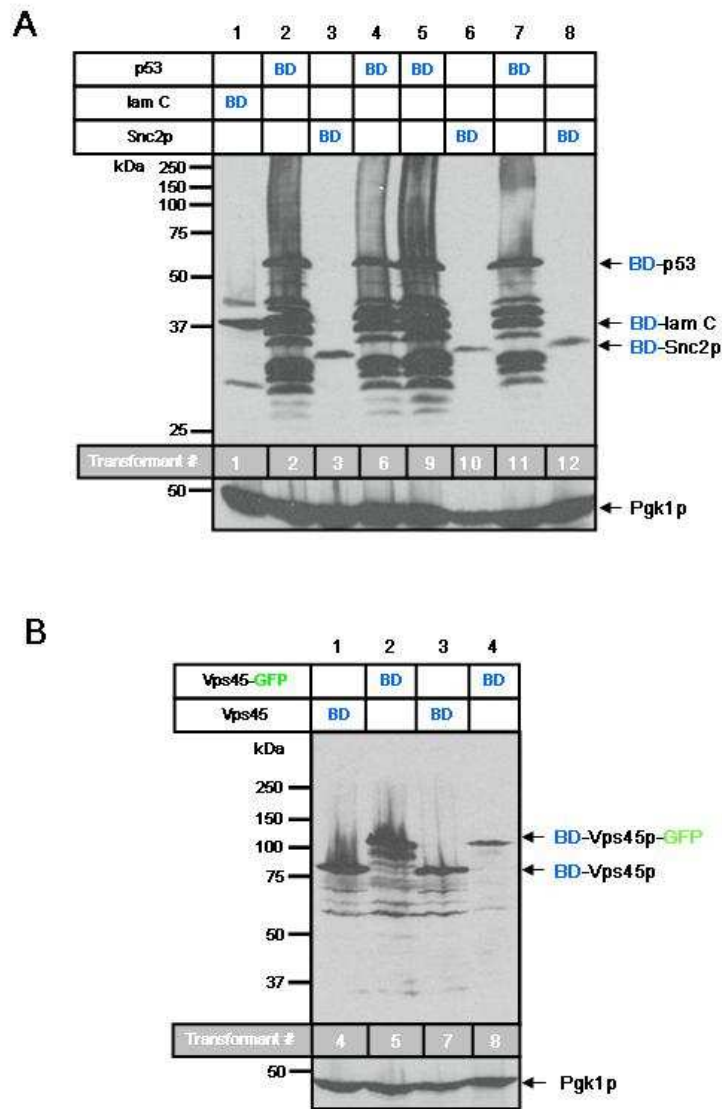 A
1 2 3 4 5 6 7 8
p53 BD BD BD BD
lam C BD
Snc2p BD BD BD
kDa
250
150
100
75
50
37
25
BD-p53
BD-lam C
BD-Snc2p
Transformant # 1 2 3 6 9 10 11 12
50
Pgk1p
B
1 2 3 4
Vps45-GFP BD BD
Vps45 BD BD
kDa
250
150
100
75
50
37
BD-Vps45p-GFP
BD-Vps45p
Transformant # 4 5 7 8
50
Pgk1p